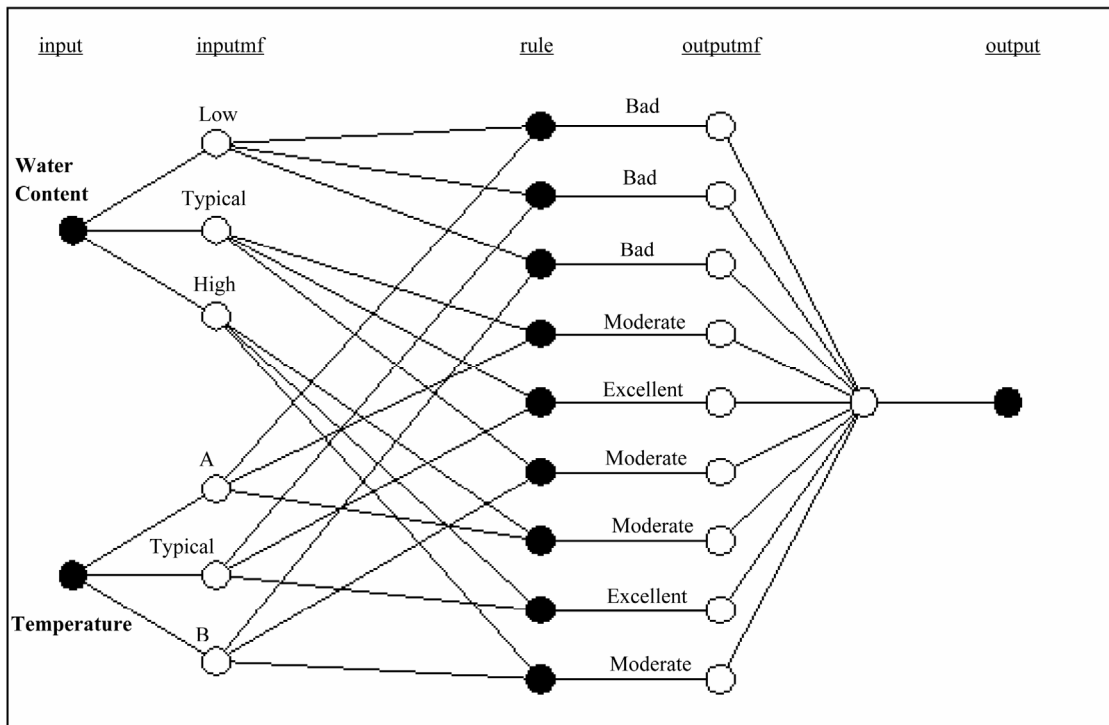 input inputmf rule outputmf output
Low
Bad
Water
Content
Typical
Bad
Bad
High
Moderate
Excellent
A
Moderate
Typical
Moderate
Excellent
Temperature
B
Moderate